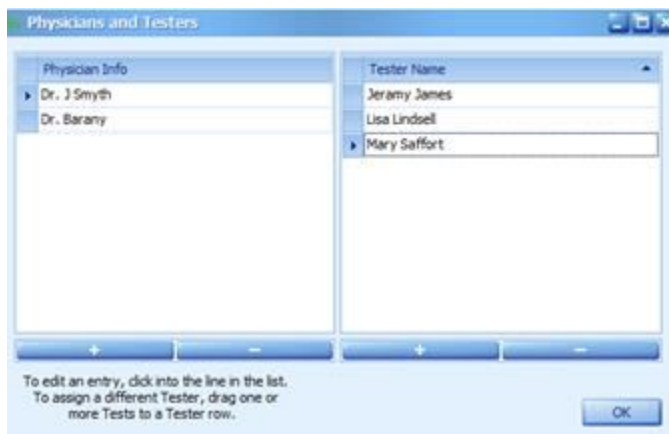 Physicians and Testers
Physician Info
Dr. J Smyth
Dr. Barany
Tester Name
Jeramy James
Lisa Lindsell
Mary Saffort
+ − + −
To edit an entry, click into the line in the list.
To assign a different Tester, drag one or
more Tests to a Tester row.
OK